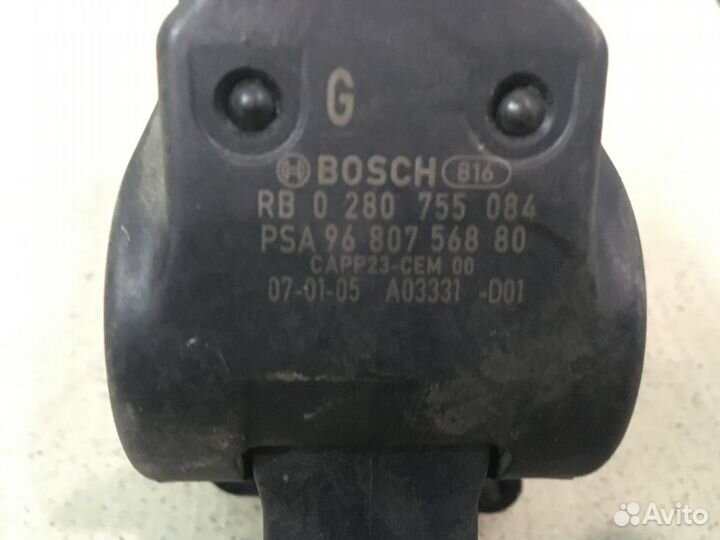 G
BOSCH 816
RB 0 280 755 084
PSA 96 807 568 80
CAPP23-CEM 00
07-01-05 A03331 -D01
Avito